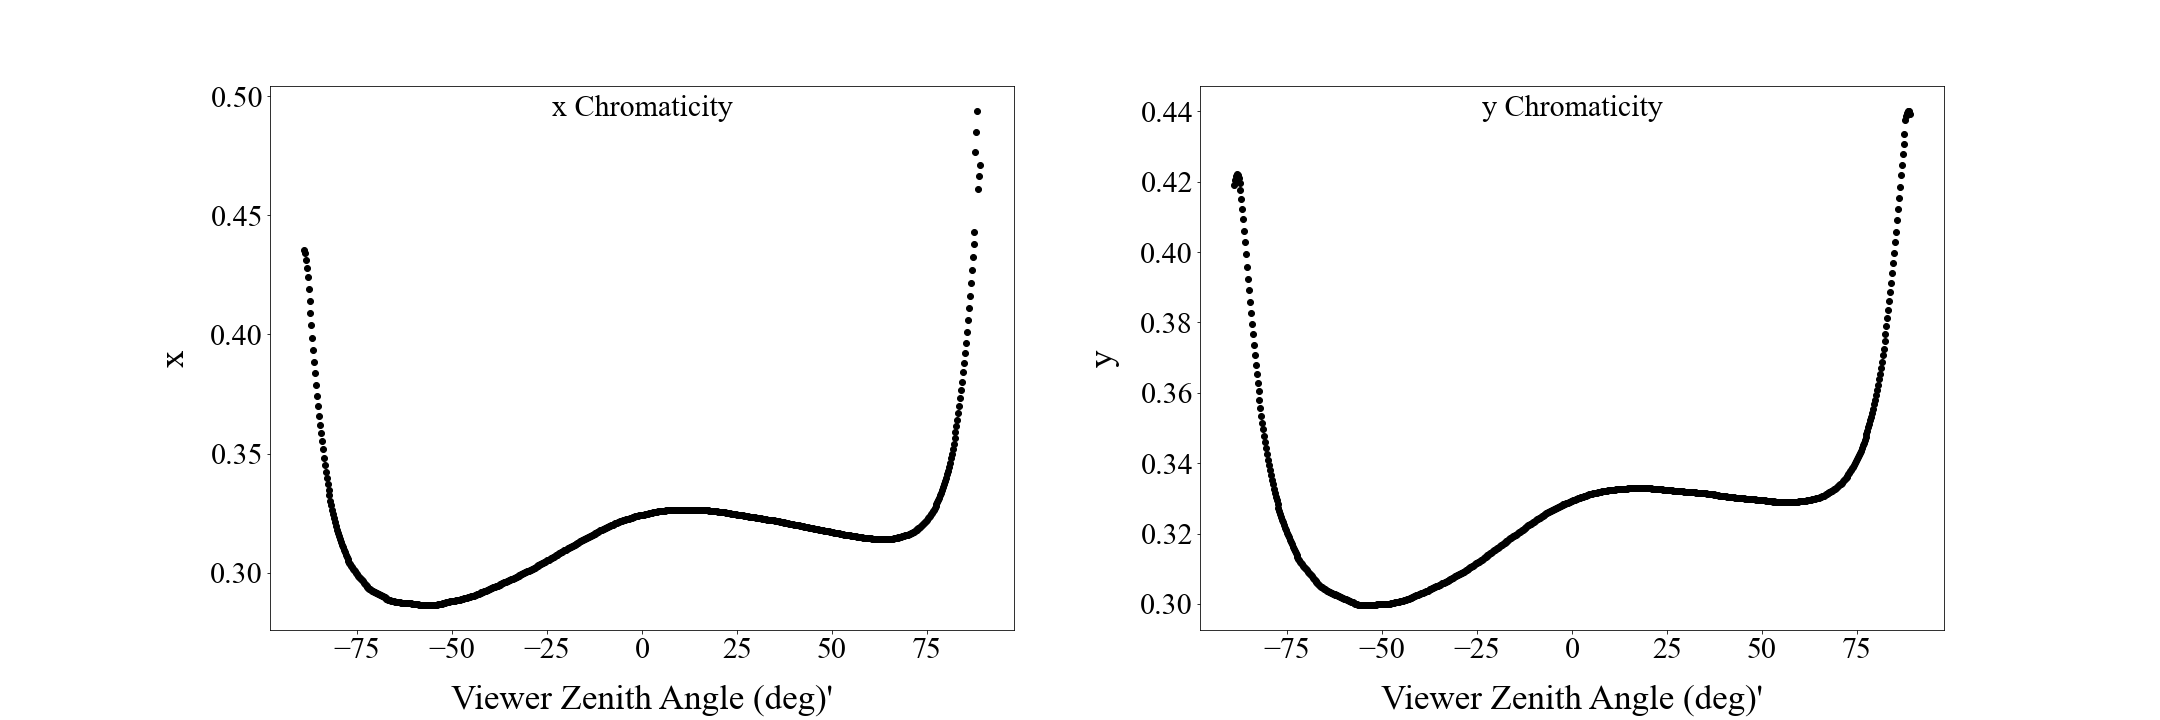 x Chromaticity
x
0.50
0.45
0.40
0.35
0.30
−75 −50 −25 0 25 50 75
Viewer Zenith Angle (deg)'
y Chromaticity
y
0.44
0.42
0.40
0.38
0.36
0.34
0.32
0.30
−75 −50 −25 0 25 50 75
Viewer Zenith Angle (deg)'